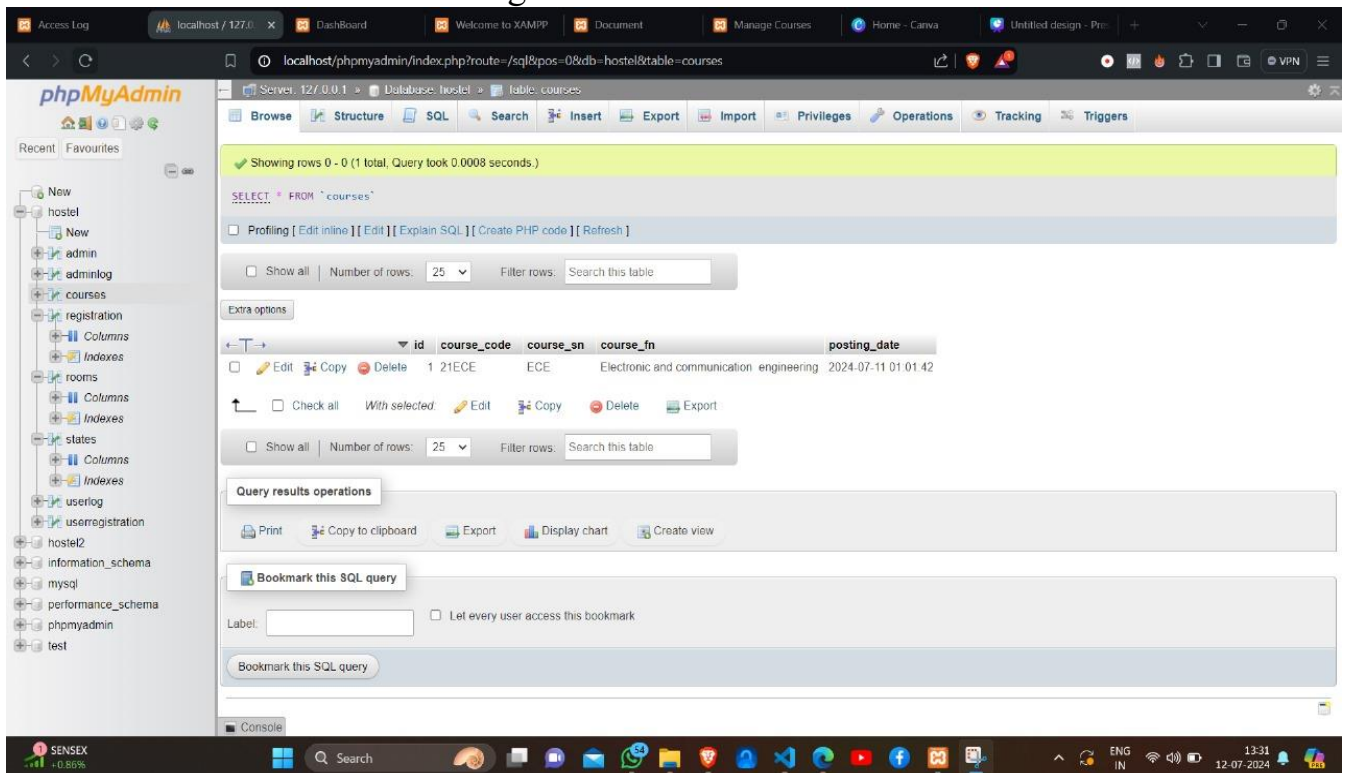 Access Log localhost / 127.0. DashBoard Welcome to XAMPP Document Manage Courses Home - Canva Untitled design - Pre
localhost/phpmyadmin/index.php?route=/sql&pos=0&db=hostel&table=courses VPN
phpMyAdmin
Recent Favourites
New
hostel
New
admin
adminlog
courses
registration
Columns
Indexes
rooms
Columns
Indexes
states
Columns
Indexes
userlog
userregistration
hostel2
information_schema
mysql
performance_schema
phpmyadmin
test
Server: 127.0.0.1 » Database: hostel » Table: courses
Browse Structure SQL Search Insert Export Import Privileges Operations Tracking Triggers
Showing rows 0 - 0 (1 total, Query took 0.0008 seconds.)
SELECT * FROM `courses`
Profiling [ Edit inline ] [ Edit ] [ Explain SQL ] [ Create PHP code ] [ Refresh ]
Show all | Number of rows: 25 Filter rows: Search this table
Extra options
←T→ id course_code course_sn course_fn posting_date
Edit Copy Delete 1 21ECE ECE Electronic and communication engineering 2024-07-11 01:01:42
Check all With selected: Edit Copy Delete Export
Show all | Number of rows: 25 Filter rows: Search this table
Query results operations
Print Copy to clipboard Export Display chart Create view
Bookmark this SQL query
Label: Let every user access this bookmark
Bookmark this SQL query
Console
1 SENSEX
+0.86%
Search
54
ENG
IN
13:31
12-07-2024
PRE